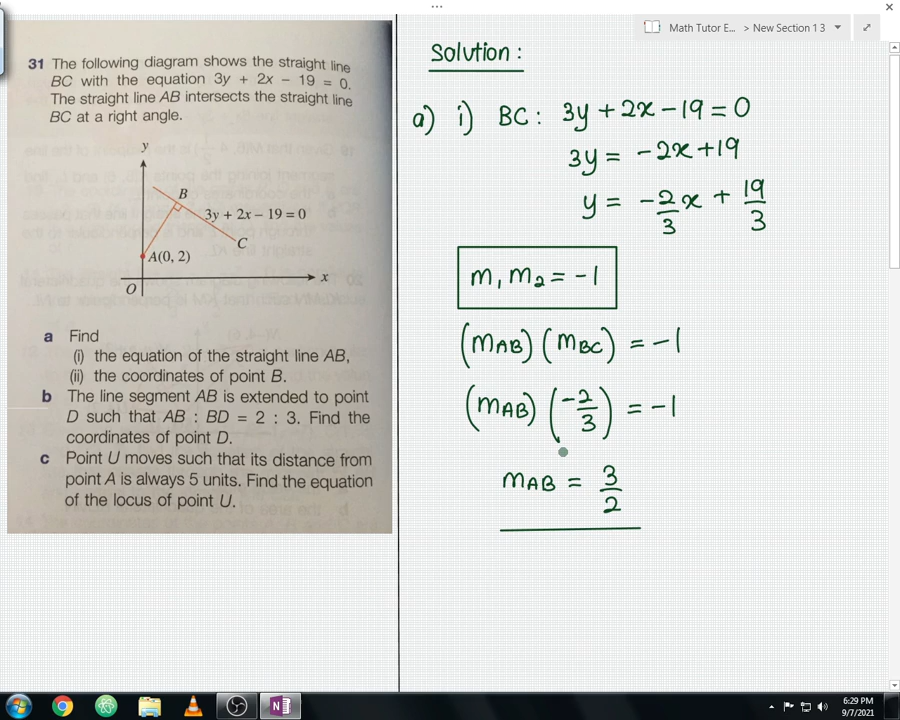 Math Tutor E... > New Section 1 3
31 The following diagram shows the straight line
BC with the equation 3y + 2x − 19 = 0.
The straight line AB intersects the straight line
BC at a right angle.
y
B
3y + 2x − 19 = 0
C
A(0, 2)
O
x
a Find
(i) the equation of the straight line AB,
(ii) the coordinates of point B.
b The line segment AB is extended to point
D such that AB : BD = 2 : 3. Find the
coordinates of point D.
c Point U moves such that its distance from
point A is always 5 units. Find the equation
of the locus of point U.
Solution :
a) i) BC : 3y + 2x − 19 = 0
3y = −2x + 19
y = −2/3 x + 19/3
m₁ m₂ = −1
(mAB) (mBC) = −1
(mAB) (−2/3) = −1
mAB = 3/2
6:29 PM
9/7/2021